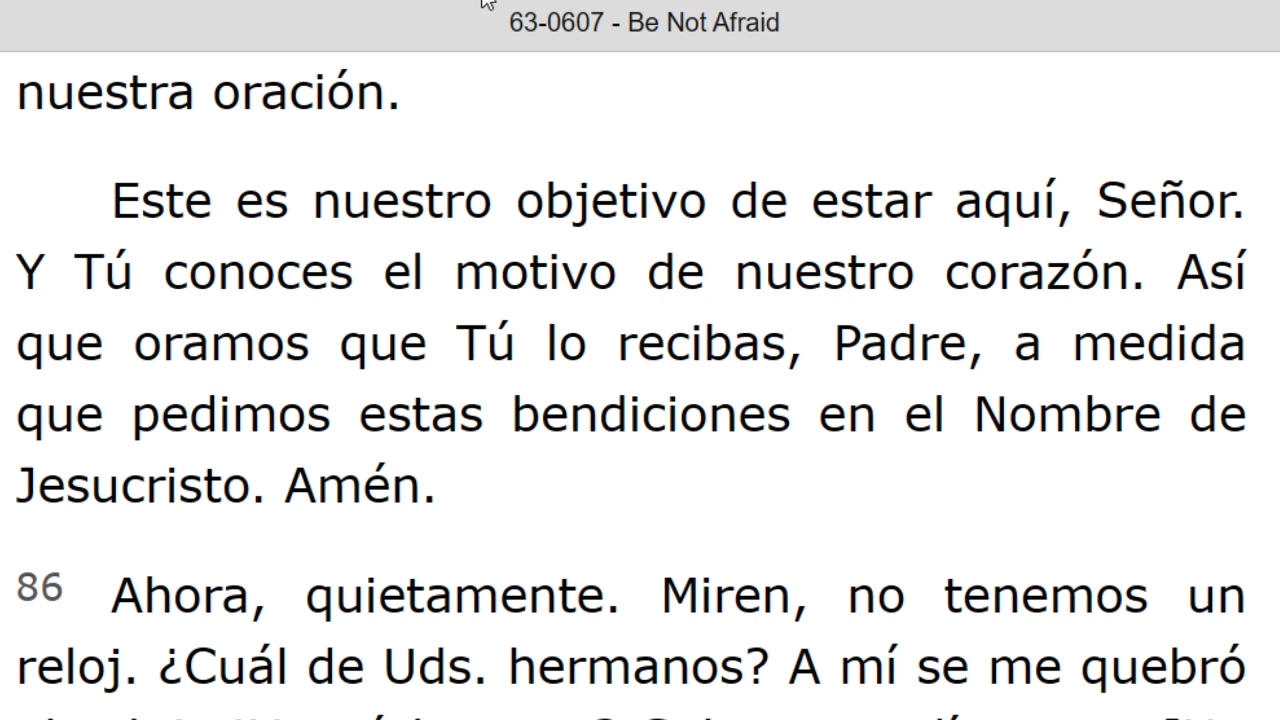 63-0607 - Be Not Afraid
nuestra oración.
Este es nuestro objetivo de estar aquí, Señor.
Y Tú conoces el motivo de nuestro corazón. Así
que oramos que Tú lo recibas, Padre, a medida
que pedimos estas bendiciones en el Nombre de
Jesucristo. Amén.
86 Ahora, quietamente. Miren, no tenemos un
reloj. ¿Cuál de Uds. hermanos? A mí se me quebró